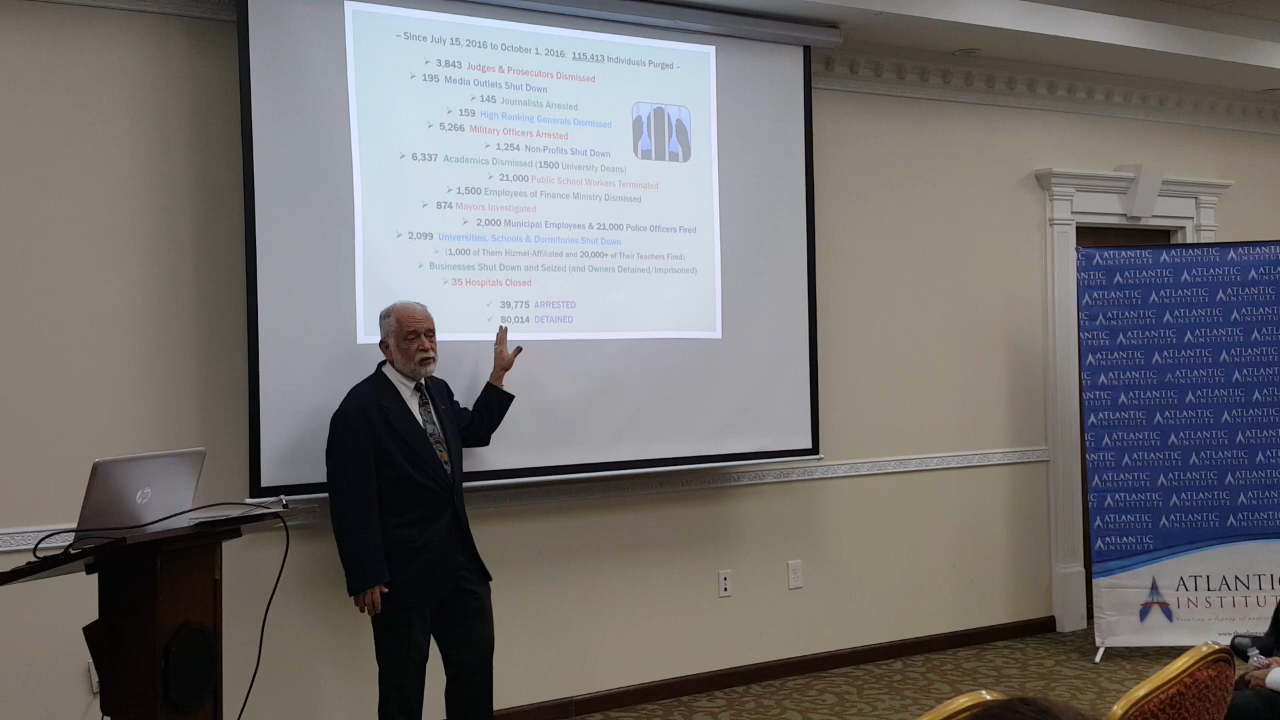 – Since July 15, 2016 to October 1, 2016: 115,413 Individuals Purged –
➢ 3,843 Judges & Prosecutors Dismissed
➢ 195 Media Outlets Shut Down
➢ 145 Journalists Arrested
➢ 159 High Ranking Generals Dismissed
➢ 5,266 Military Officers Arrested
➢ 1,254 Non-Profits Shut Down
➢ 6,337 Academics Dismissed (1500 University Deans)
➢ 21,000 Public School Workers Terminated
➢ 1,500 Employees of Finance Ministry Dismissed
➢ 874 Mayors Investigated
➢ 2,000 Municipal Employees & 21,000 Police Officers Fired
➢ 2,099 Universities, Schools & Dormitories Shut Down
➢ (1,000 of Them Hizmet-Affiliated and 20,000+ of Their Teachers Fired)
➢ Businesses Shut Down and Seized (and Owners Detained/Imprisoned)
➢ 35 Hospitals Closed
✓ 39,775 ARRESTED
✓ 80,014 DETAINED
hp
ATLANTIC
INSTITUTE
ATLANTIC
INSTITUT